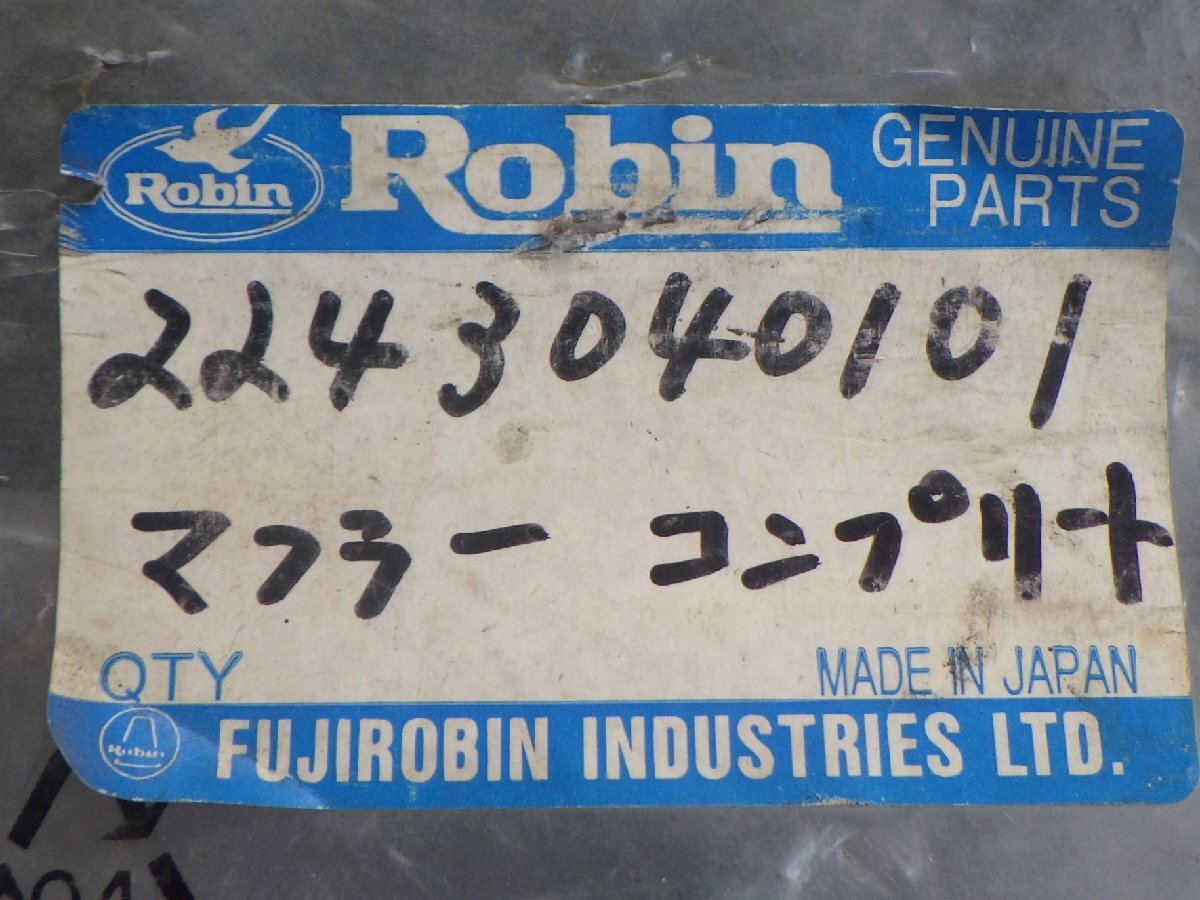 Robin Robin GENUINE
PARTS
2243040101
マフラー コンプリート
QTY MADE IN JAPAN
Robin FUJIROBIN INDUSTRIES LTD.